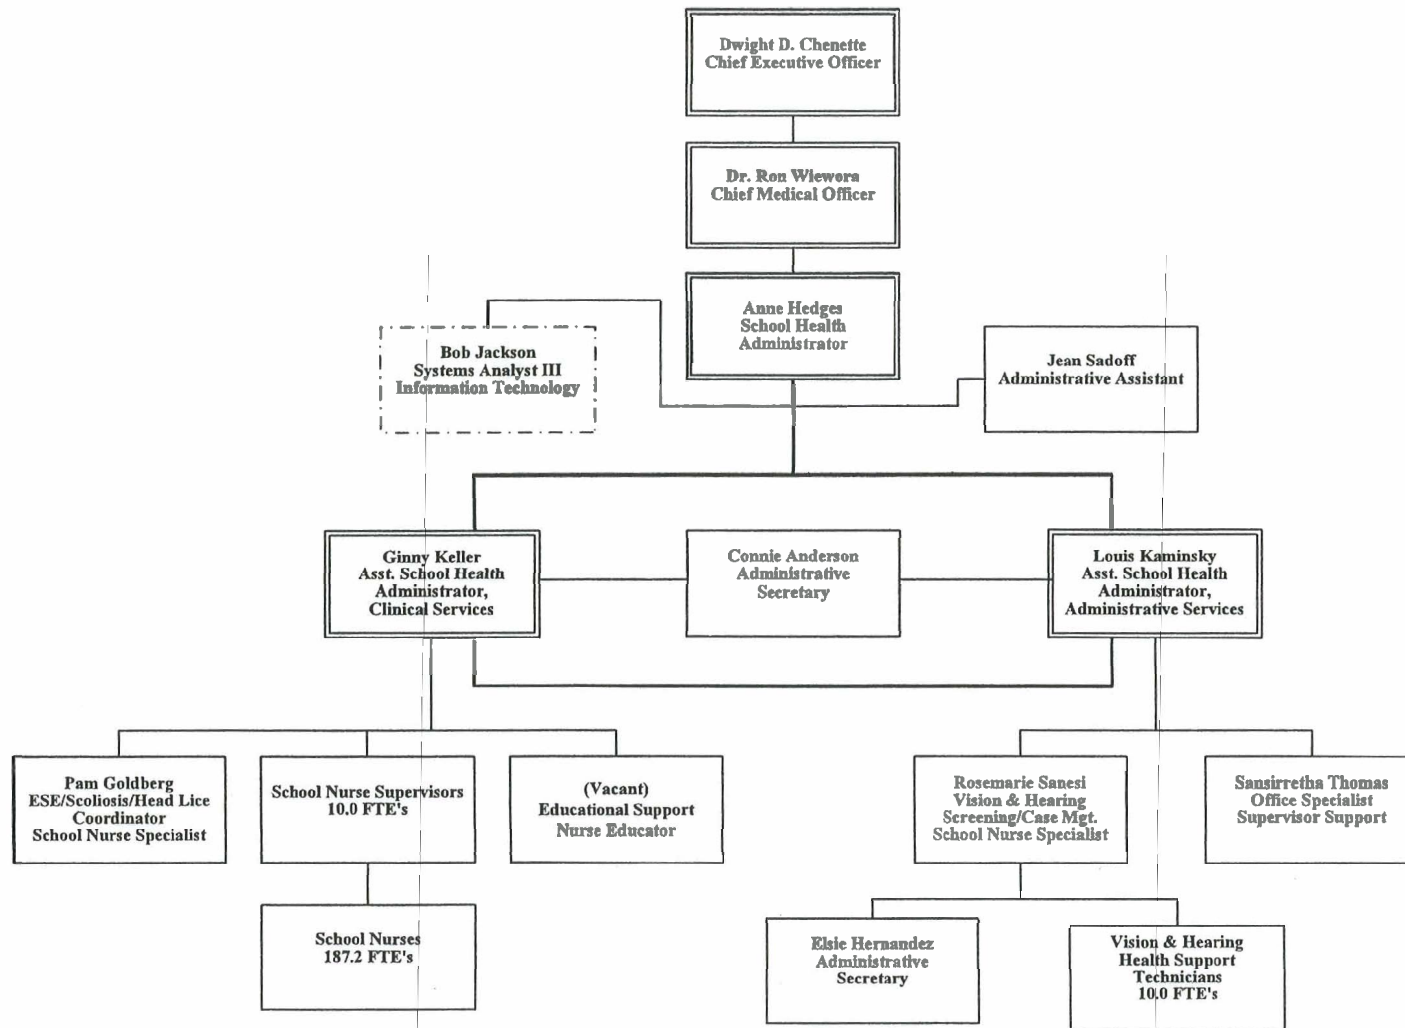 Dwight D. Chenette
Chief Executive Officer
Dr. Ron Wiewora
Chief Medical Officer
Anne Hedges
School Health
Administrator
Bob Jackson
Systems Analyst III
Information Technology
Jean Sadoff
Administrative Assistant
Ginny Keller
Asst. School Health
Administrator,
Clinical Services
Connie Anderson
Administrative
Secretary
Louis Kaminsky
Asst. School Health
Administrator,
Administrative Services
Pam Goldberg
ESE/Scoliosis/Head Lice
Coordinator
School Nurse Specialist
School Nurse Supervisors
10.0 FTE's
(Vacant)
Educational Support
Nurse Educator
Rosemarie Sanesi
Vision & Hearing
Screening/Case Mgt.
School Nurse Specialist
Sansirretha Thomas
Office Specialist
Supervisor Support
School Nurses
187.2 FTE's
Elsie Hernandez
Administrative
Secretary
Vision & Hearing
Health Support
Technicians
10.0 FTE's